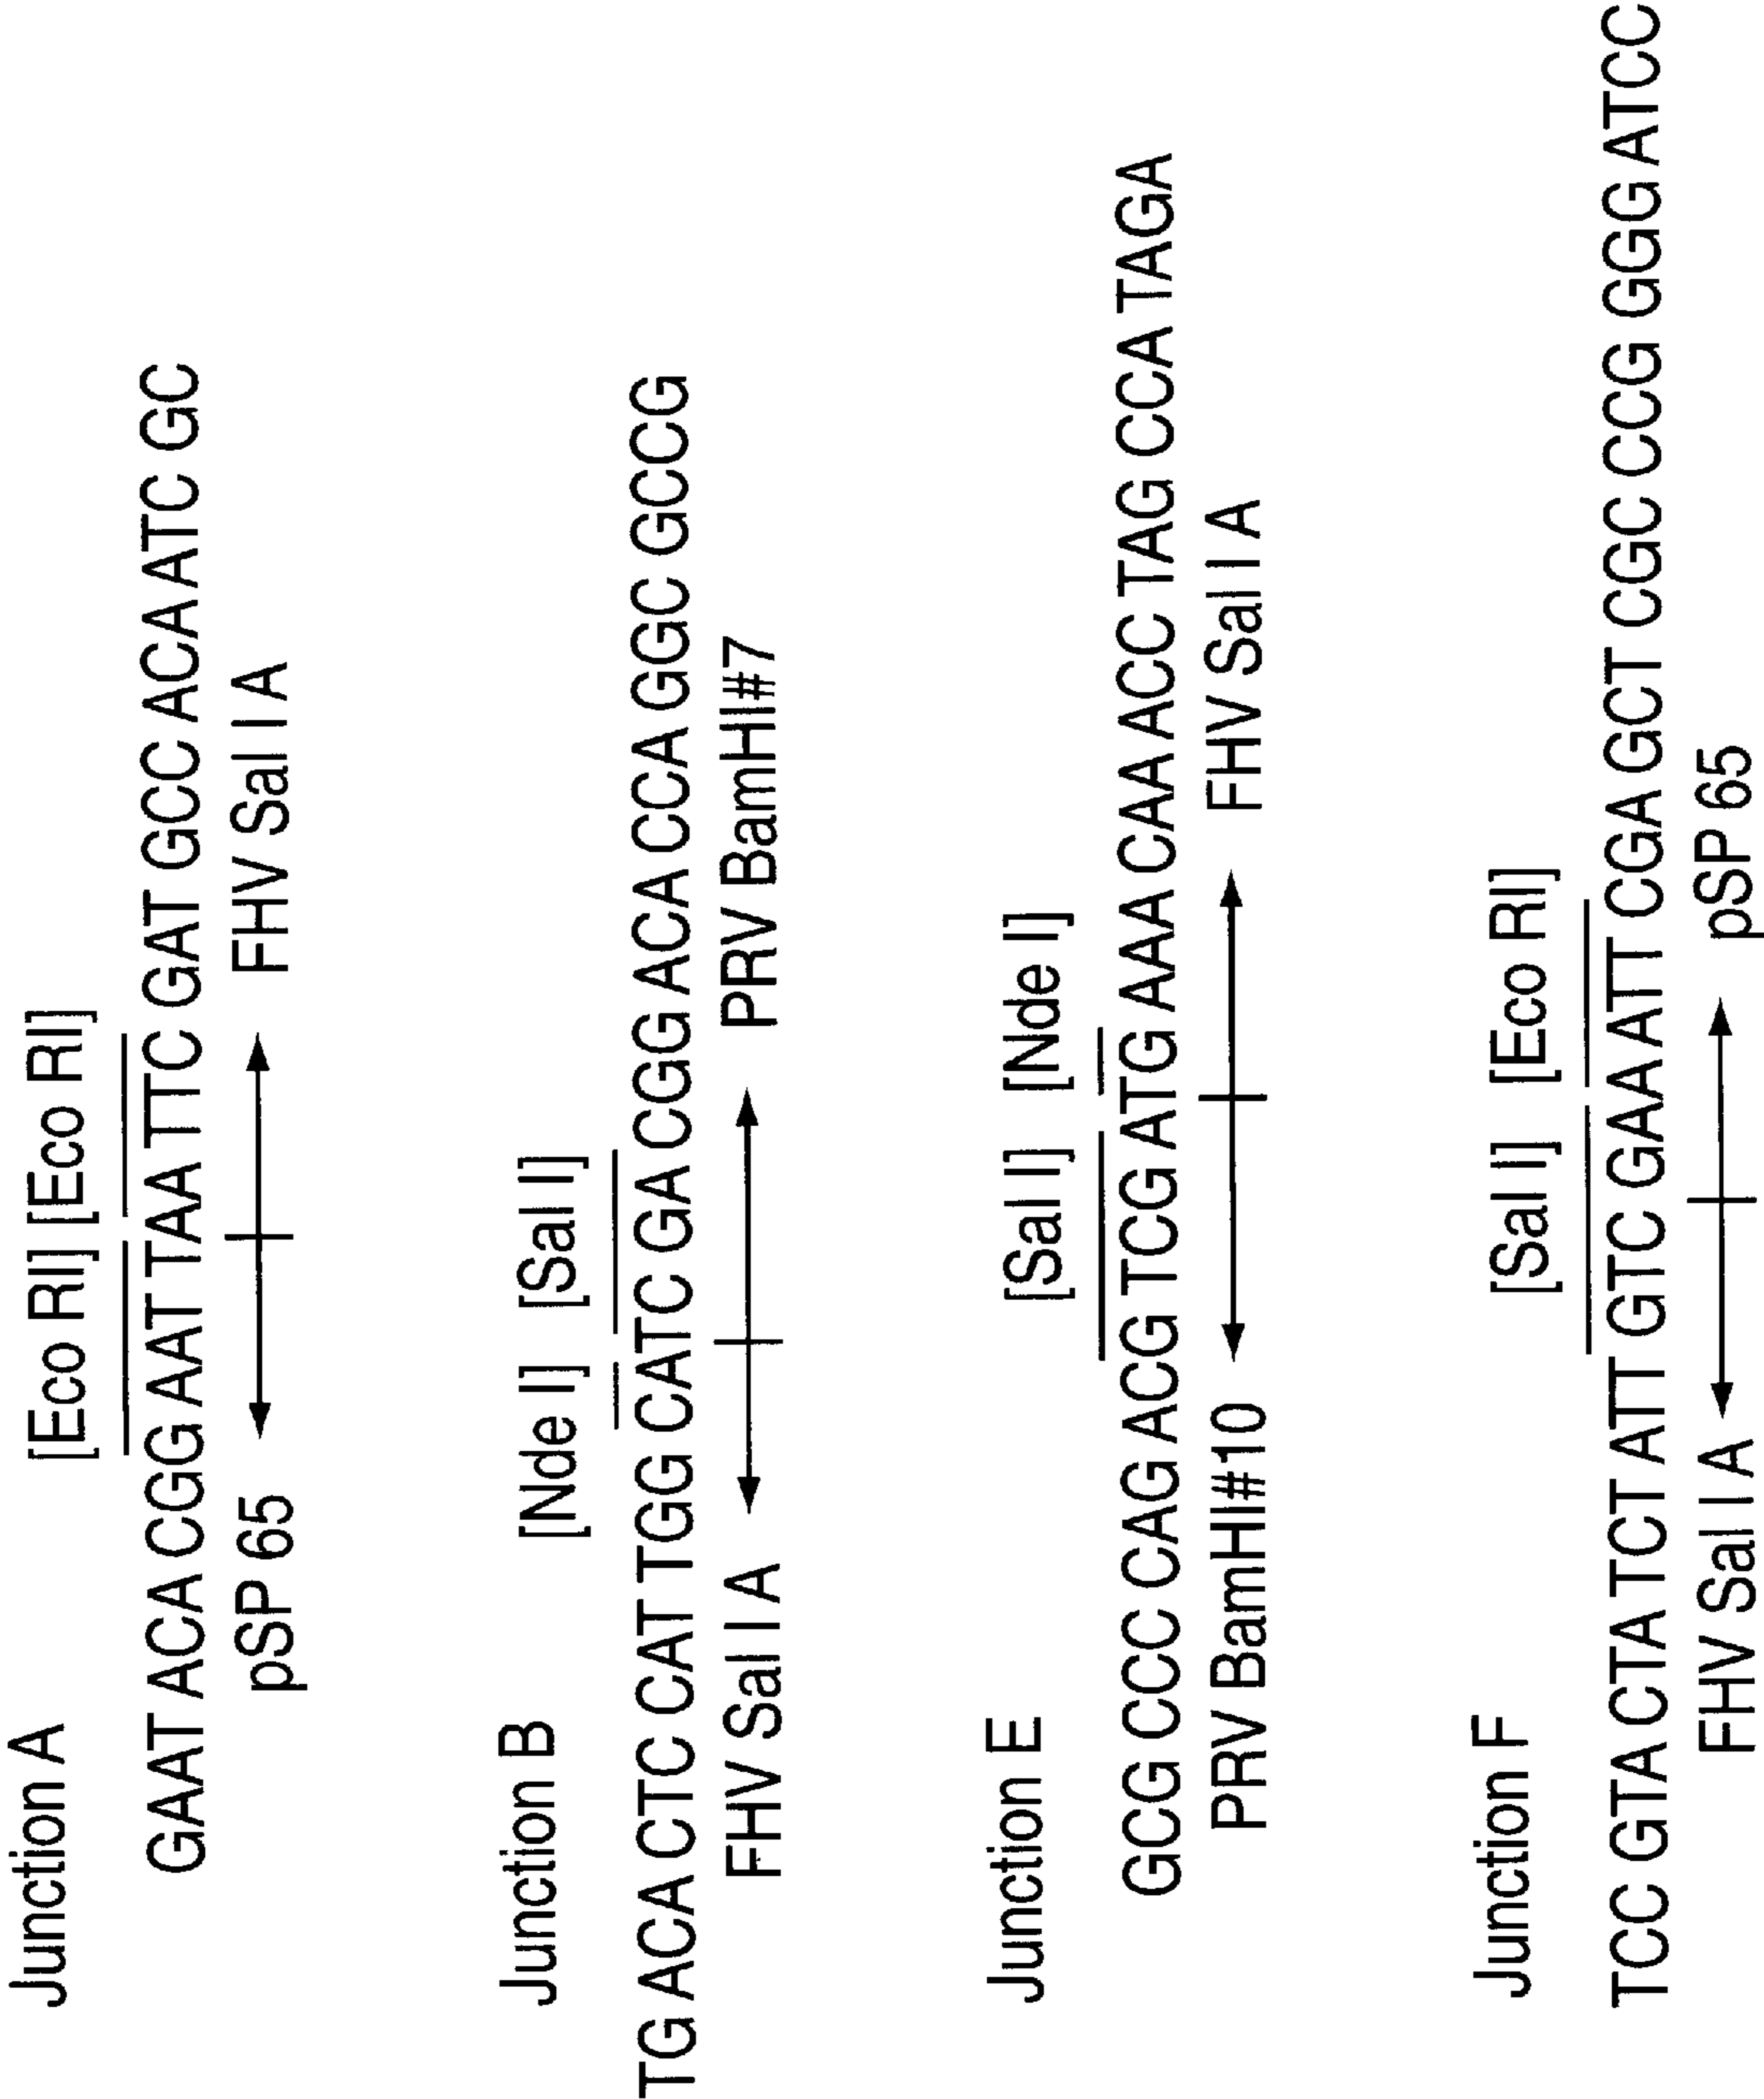 Junction A
[Eco RI] [Eco RI]
GAAT ACA CGG AAT TAA TTC GAT GCC ACA ATC GC
pSP 65 FHV Sal I A
Junction B
[Nde I] [Sal I]
TG ACA CTC CAT TGG CATC GA CGG ACA CCA GGC GCCG
FHV Sal I A PRV BamHI#7
Junction E
[Sal I] [Nde I]
GCG CCC CAG ACG TCG ATG AAA CAA ACC TAG CCA TAGA
PRV BamHI#10 FHV Sal I A
Junction F
[Sal I] [Eco RI]
TCC GTA CTA TCT ATT GTC GAA ATT CGA GCT CGC CCG GGG ATCC
FHV Sal I A pSP 65